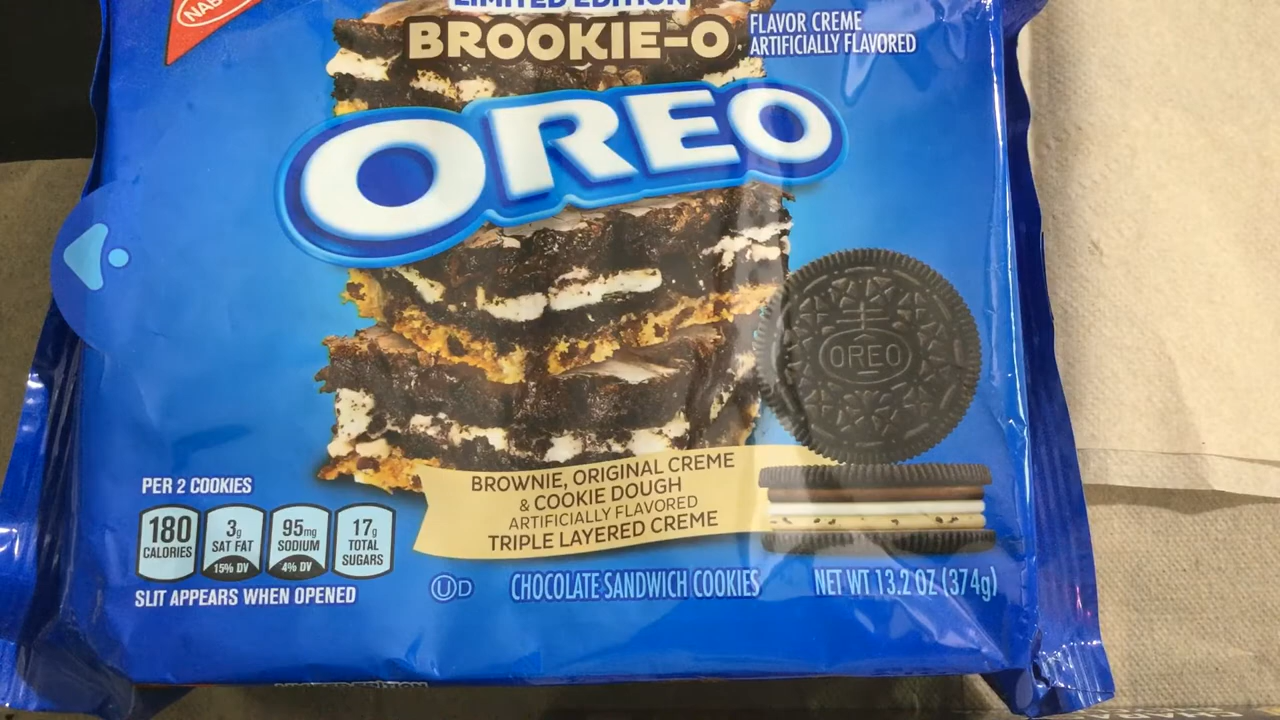 NAB
LIMITED EDITION
BROOKIE-O
FLAVOR CREME
ARTIFICIALLY FLAVORED
OREO
OREO
BROWNIE, ORIGINAL CREME
& COOKIE DOUGH
ARTIFICIALLY FLAVORED
TRIPLE LAYERED CREME
PER 2 COOKIES
180
CALORIES
3g
SAT FAT
15% DV
95mg
SODIUM
4% DV
17g
TOTAL
SUGARS
SLIT APPEARS WHEN OPENED
U D
CHOCOLATE SANDWICH COOKIES
NET WT 13.2 OZ (374g)